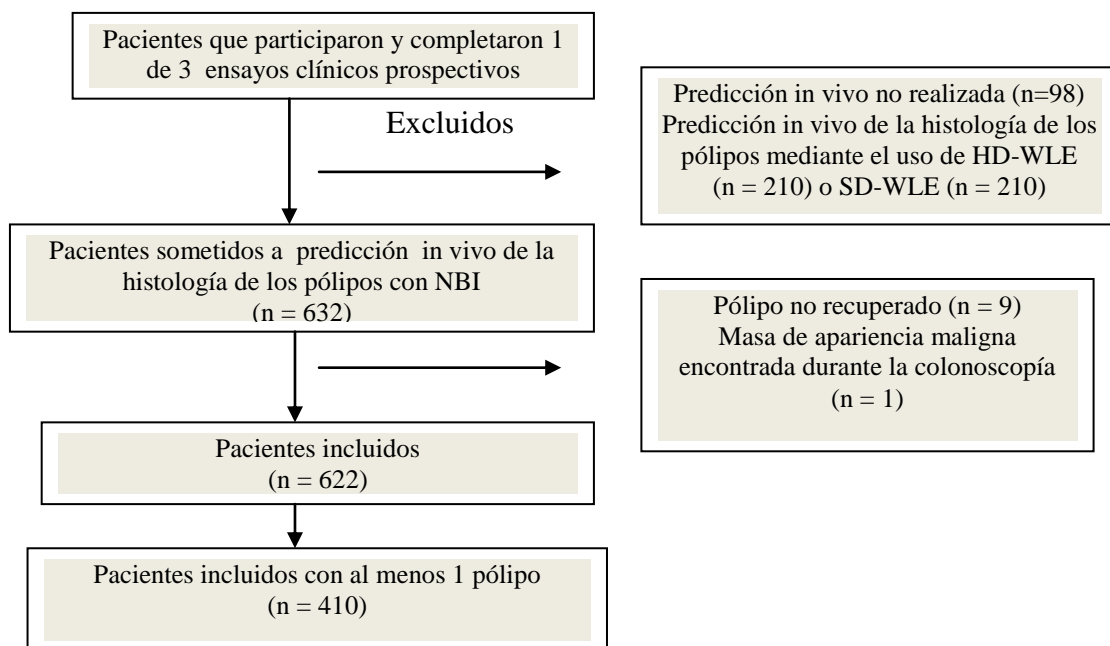 Pacientes que participaron y completaron 1
de 3 ensayos clínicos prospectivos
Excluidos
Predicción in vivo no realizada (n=98)
Predicción in vivo de la histología de los
pólipos mediante el uso de HD-WLE
(n = 210) o SD-WLE (n = 210)
Pacientes sometidos a predicción in vivo de la
histología de los pólipos con NBI
(n = 632)
Pólipo no recuperado (n = 9)
Masa de apariencia maligna
encontrada durante la colonoscopía
(n = 1)
Pacientes incluidos
(n = 622)
Pacientes incluidos con al menos 1 pólipo
(n = 410)